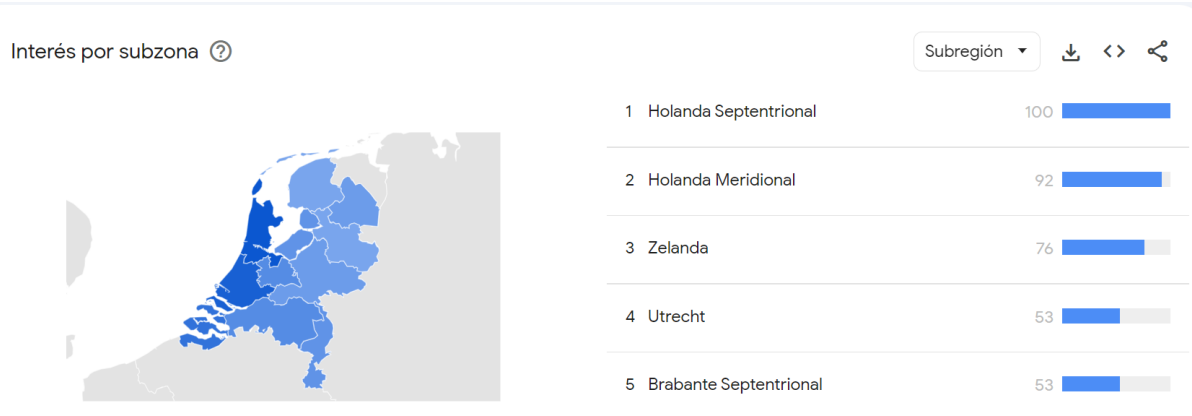 Interés por subzona
Subregión
1 Holanda Septentrional 100
2 Holanda Meridional 92
3 Zelanda 76
4 Utrecht 53
5 Brabante Septentrional 53